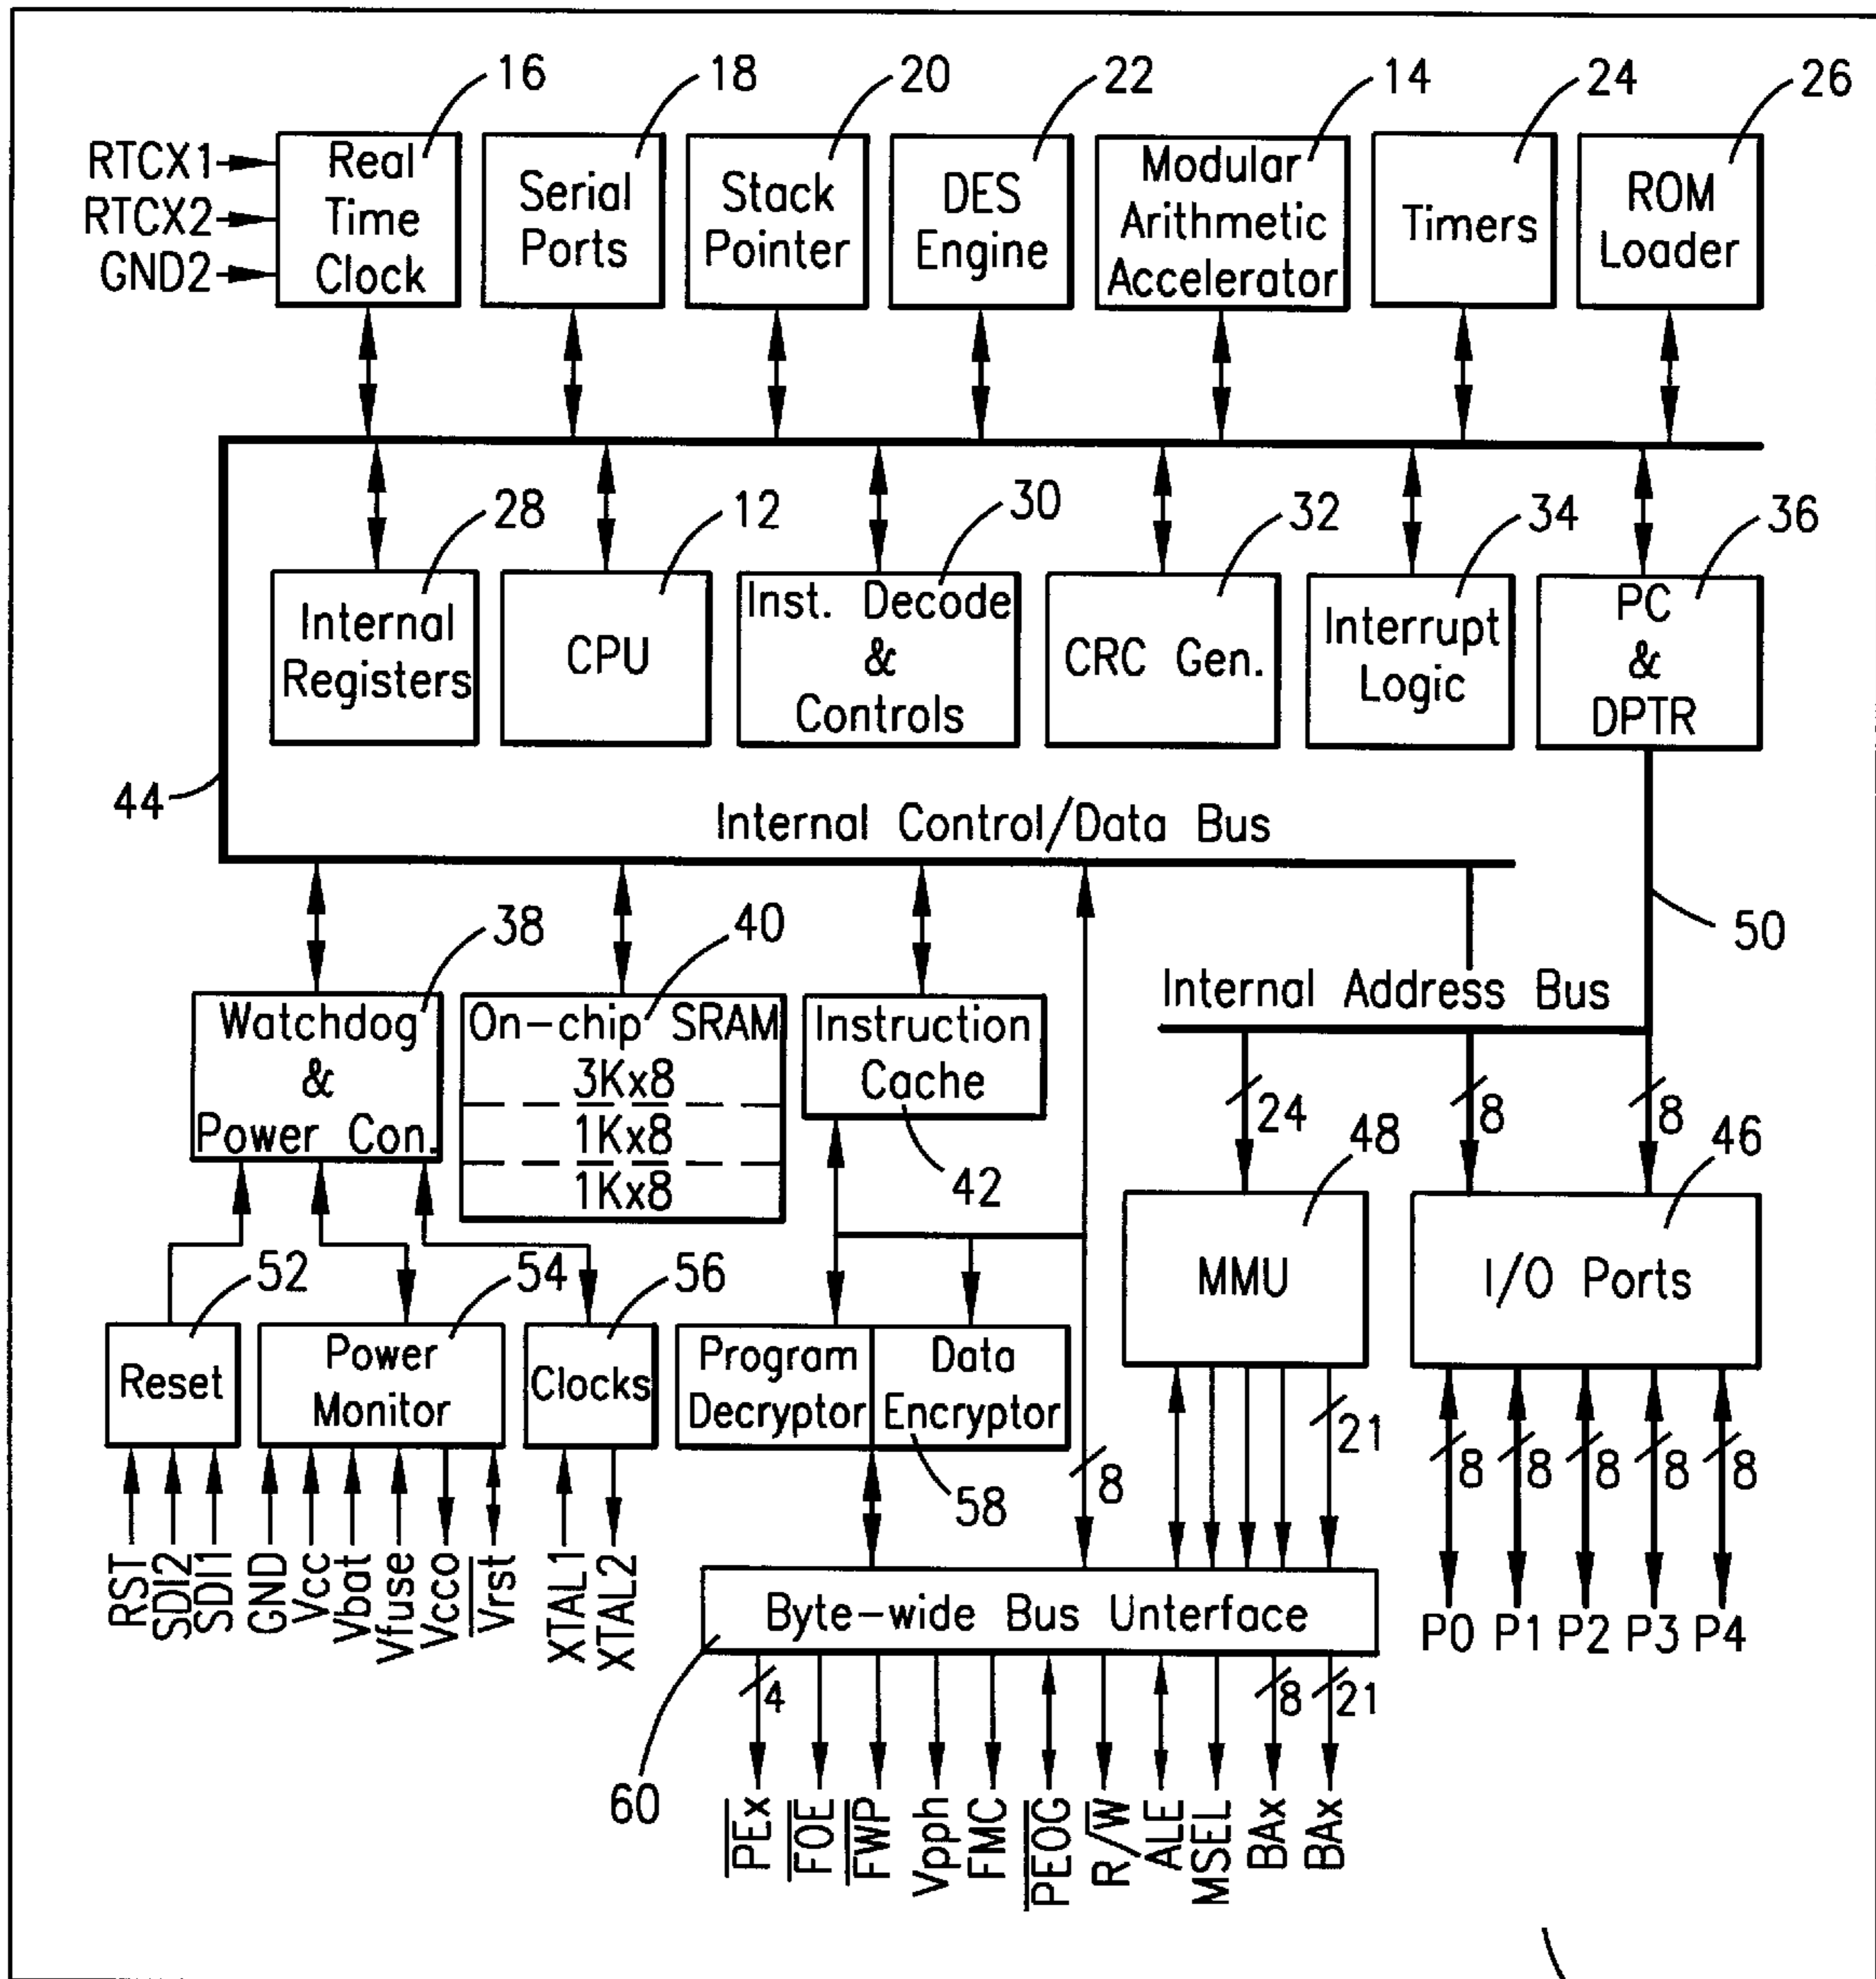 16
18
20
22
14
24
26
RTCX1
RTCX2
GND2
Real
Time
Clock
Serial
Ports
Stack
Pointer
DES
Engine
Modular
Arithmetic
Accelerator
Timers
ROM
Loader
28
12
30
32
34
36
Internal
Registers
CPU
Inst. Decode
&
Controls
CRC Gen.
Interrupt
Logic
PC
&
DPTR
44
Internal Control/Data Bus
50
38
40
Internal Address Bus
Watchdog
&
Power Con.
On-chip SRAM
3Kx8
1Kx8
1Kx8
Instruction
Cache
42
24
8
8
48
46
52
54
56
MMU
I/O Ports
Reset
Power
Monitor
Clocks
Program
Decryptor
Data
Encryptor
58
8
21
8
8
8
8
8
RST
SDI2
SDI1
GND
Vcc
Vbat
Vfuse
Vcco
V̅r̅s̅t̅
XTAL1
XTAL2
Byte-wide Bus Unterface
P0 P1 P2 P3 P4
60
4
8
21
P̅E̅x̅
F̅O̅E̅
F̅W̅P̅
Vpph
FMC
P̅E̅O̅G̅
R/W̅
ALE
MSEL
BAx
BAx